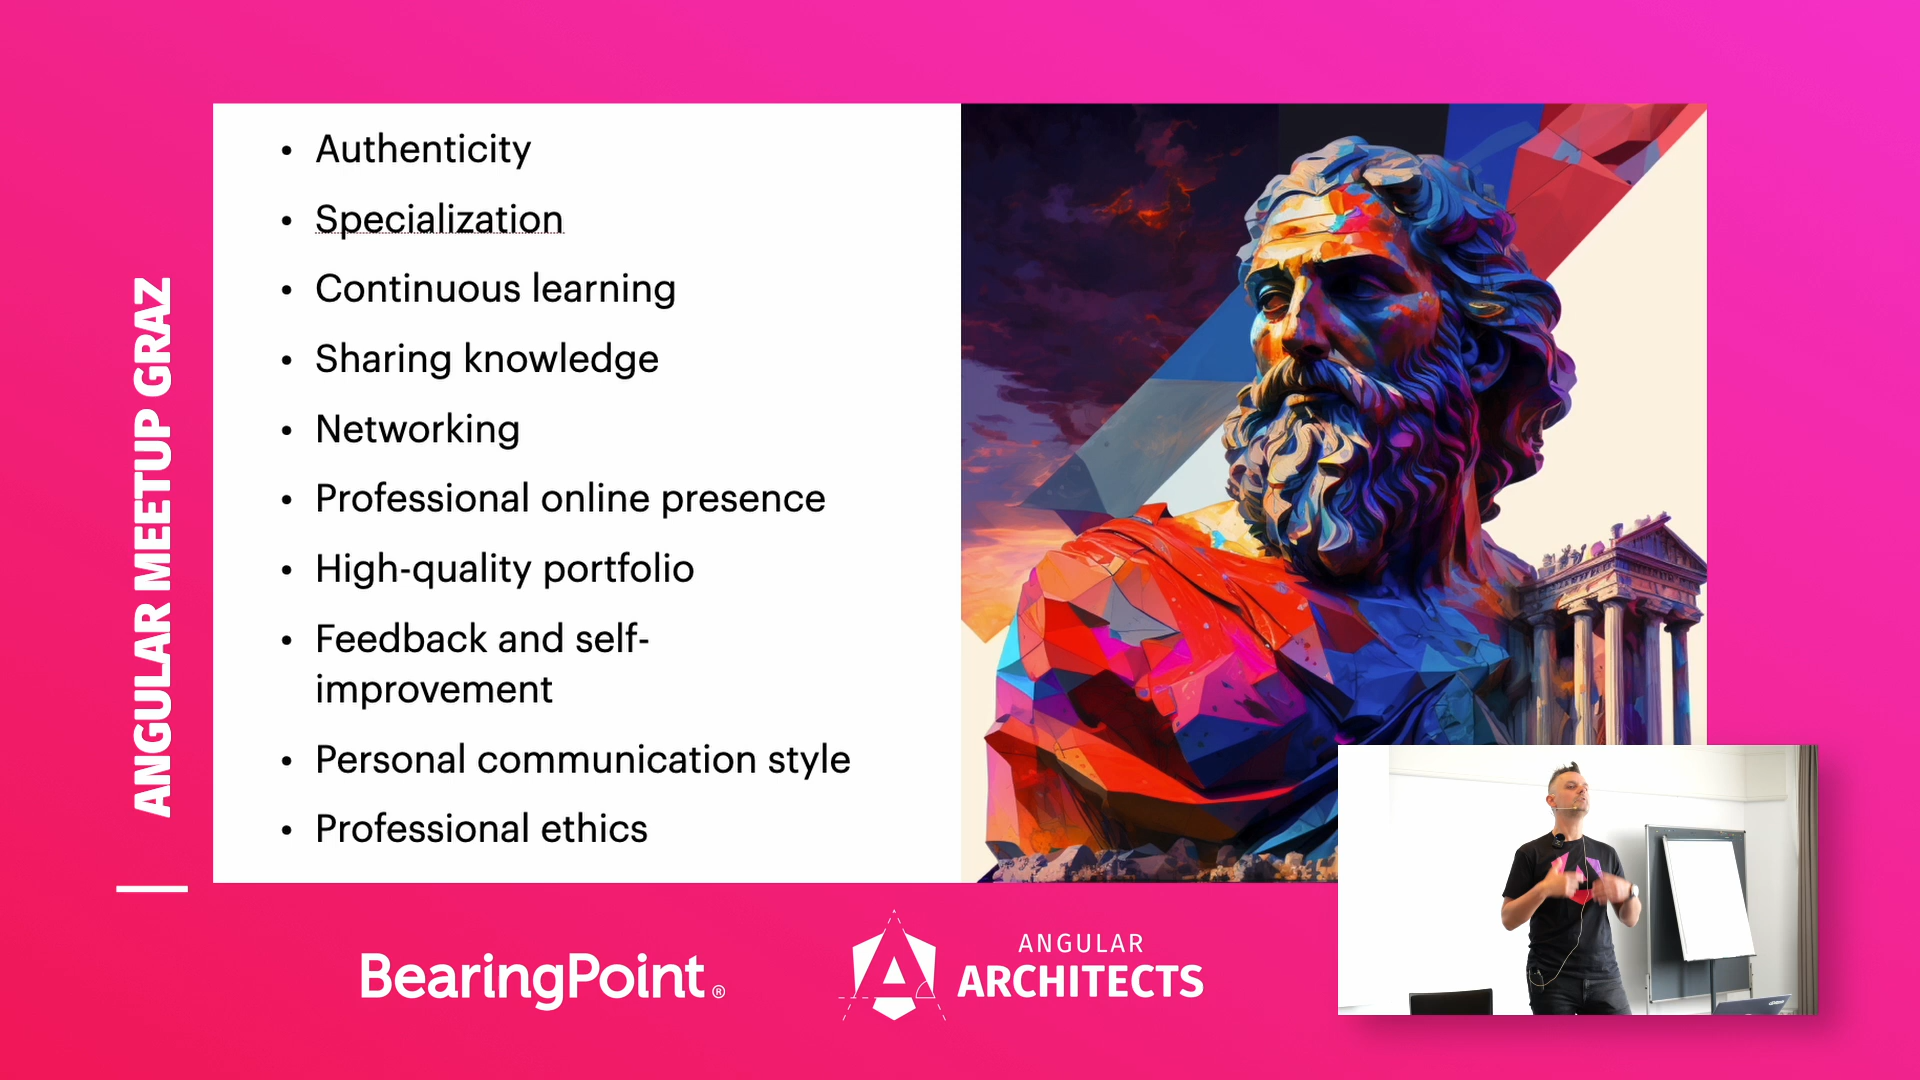 ANGULAR MEETUP GRAZ
• Authenticity
• Specialization
• Continuous learning
• Sharing knowledge
• Networking
• Professional online presence
• High-quality portfolio
• Feedback and self-
improvement
• Personal communication style
• Professional ethics
BearingPoint®
ANGULAR
ARCHITECTS